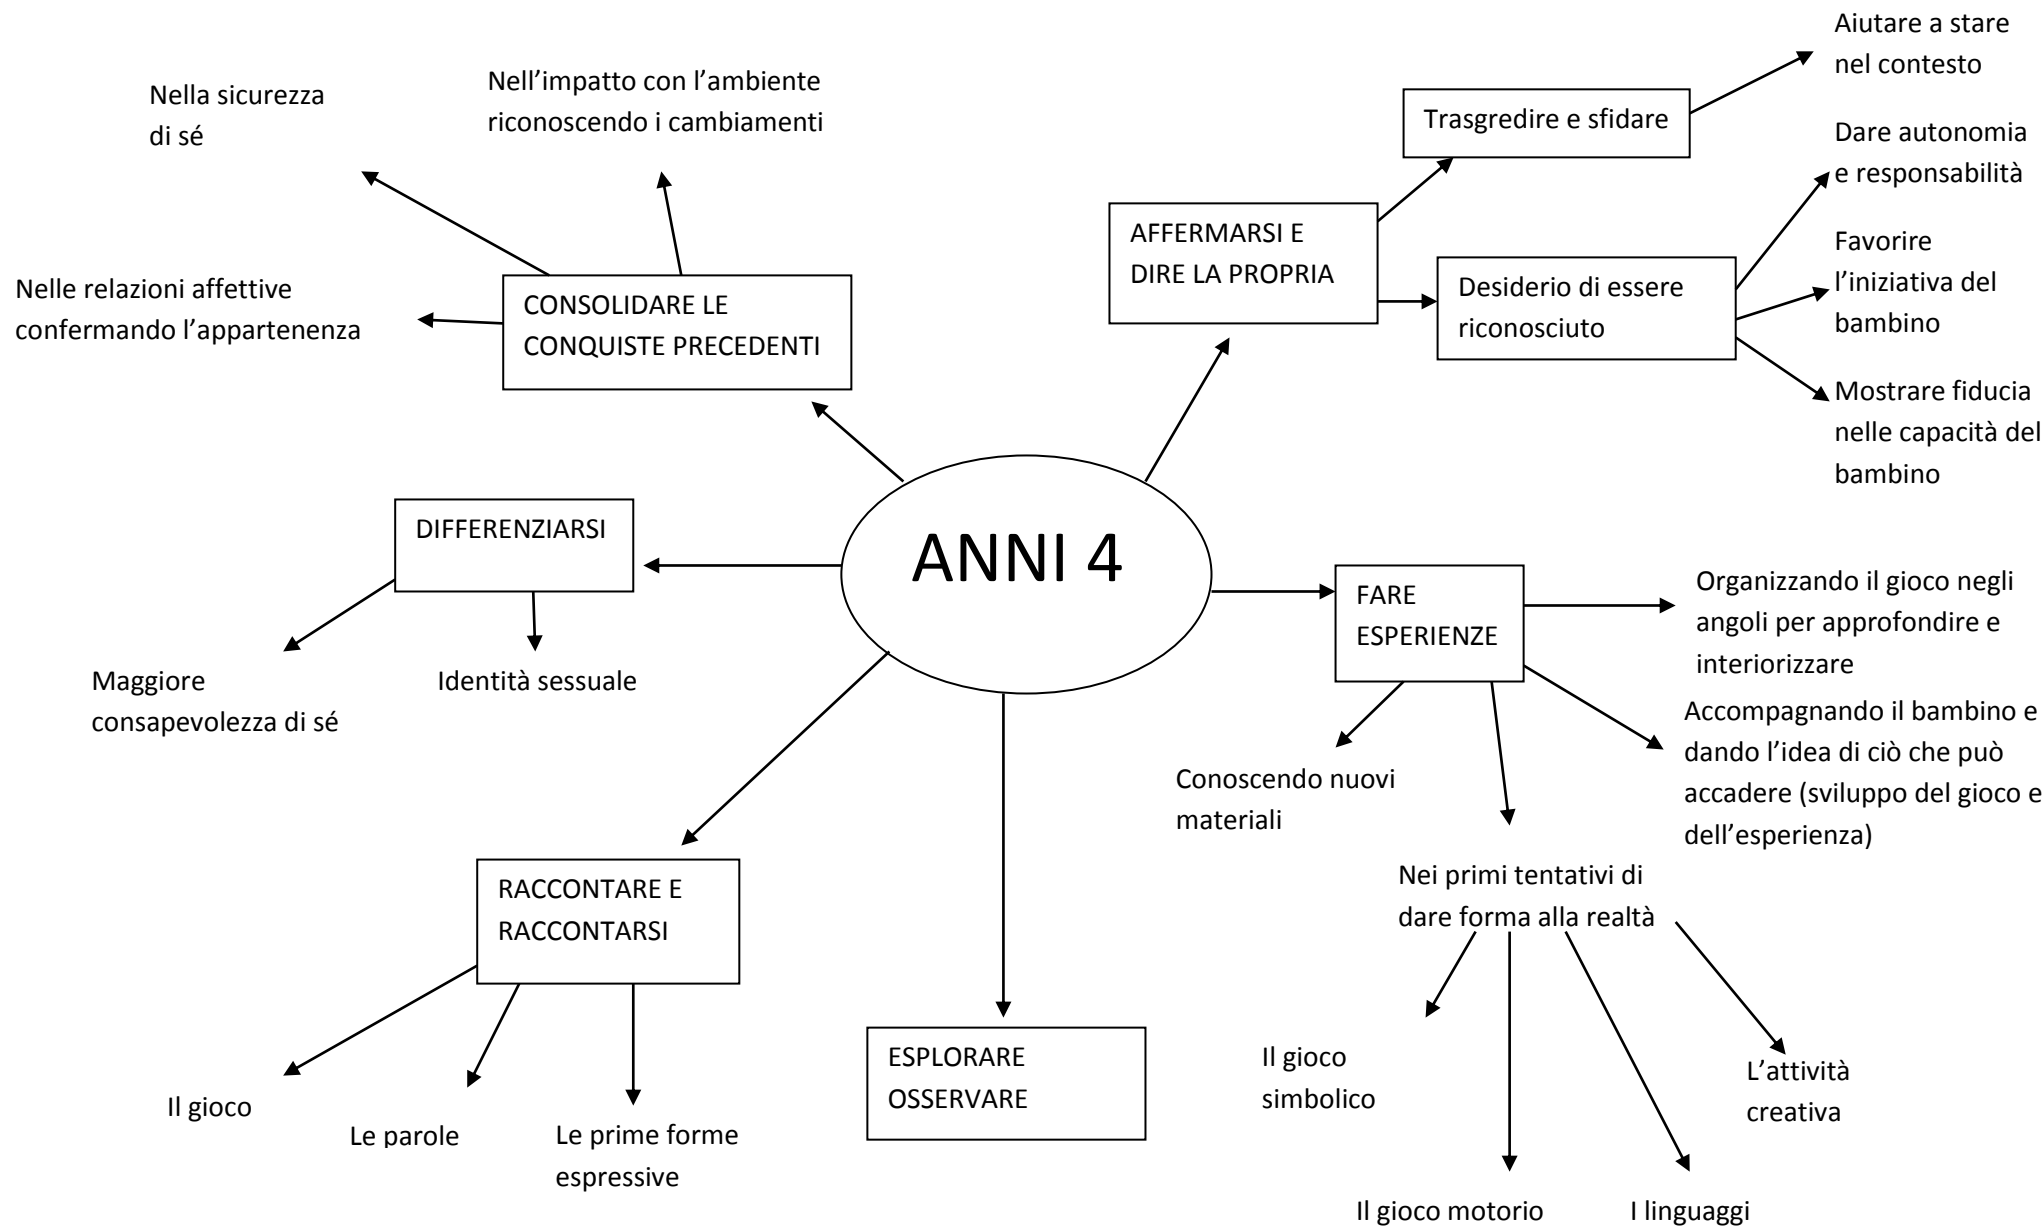 Nella sicurezza
di sé
Nell’impatto con l’ambiente
riconoscendo i cambiamenti
Nelle relazioni affettive
confermando l’appartenenza
CONSOLIDARE LE
CONQUISTE PRECEDENTI
AFFERMARSI E
DIRE LA PROPRIA
Trasgredire e sfidare
Aiutare a stare
nel contesto
Desiderio di essere
riconosciuto
Dare autonomia
e responsabilità
Favorire
l’iniziativa del
bambino
Mostrare fiducia
nelle capacità del
bambino
ANNI 4
DIFFERENZIARSI
Maggiore
consapevolezza di sé
Identità sessuale
FARE
ESPERIENZE
Organizzando il gioco negli
angoli per approfondire e
interiorizzare
Accompagnando il bambino e
dando l’idea di ciò che può
accadere (sviluppo del gioco e
dell’esperienza)
Conoscendo nuovi
materiali
Nei primi tentativi di
dare forma alla realtà
Il gioco
simbolico
Il gioco motorio
I linguaggi
L’attività
creativa
RACCONTARE E
RACCONTARSI
Il gioco
Le parole
Le prime forme
espressive
ESPLORARE
OSSERVARE